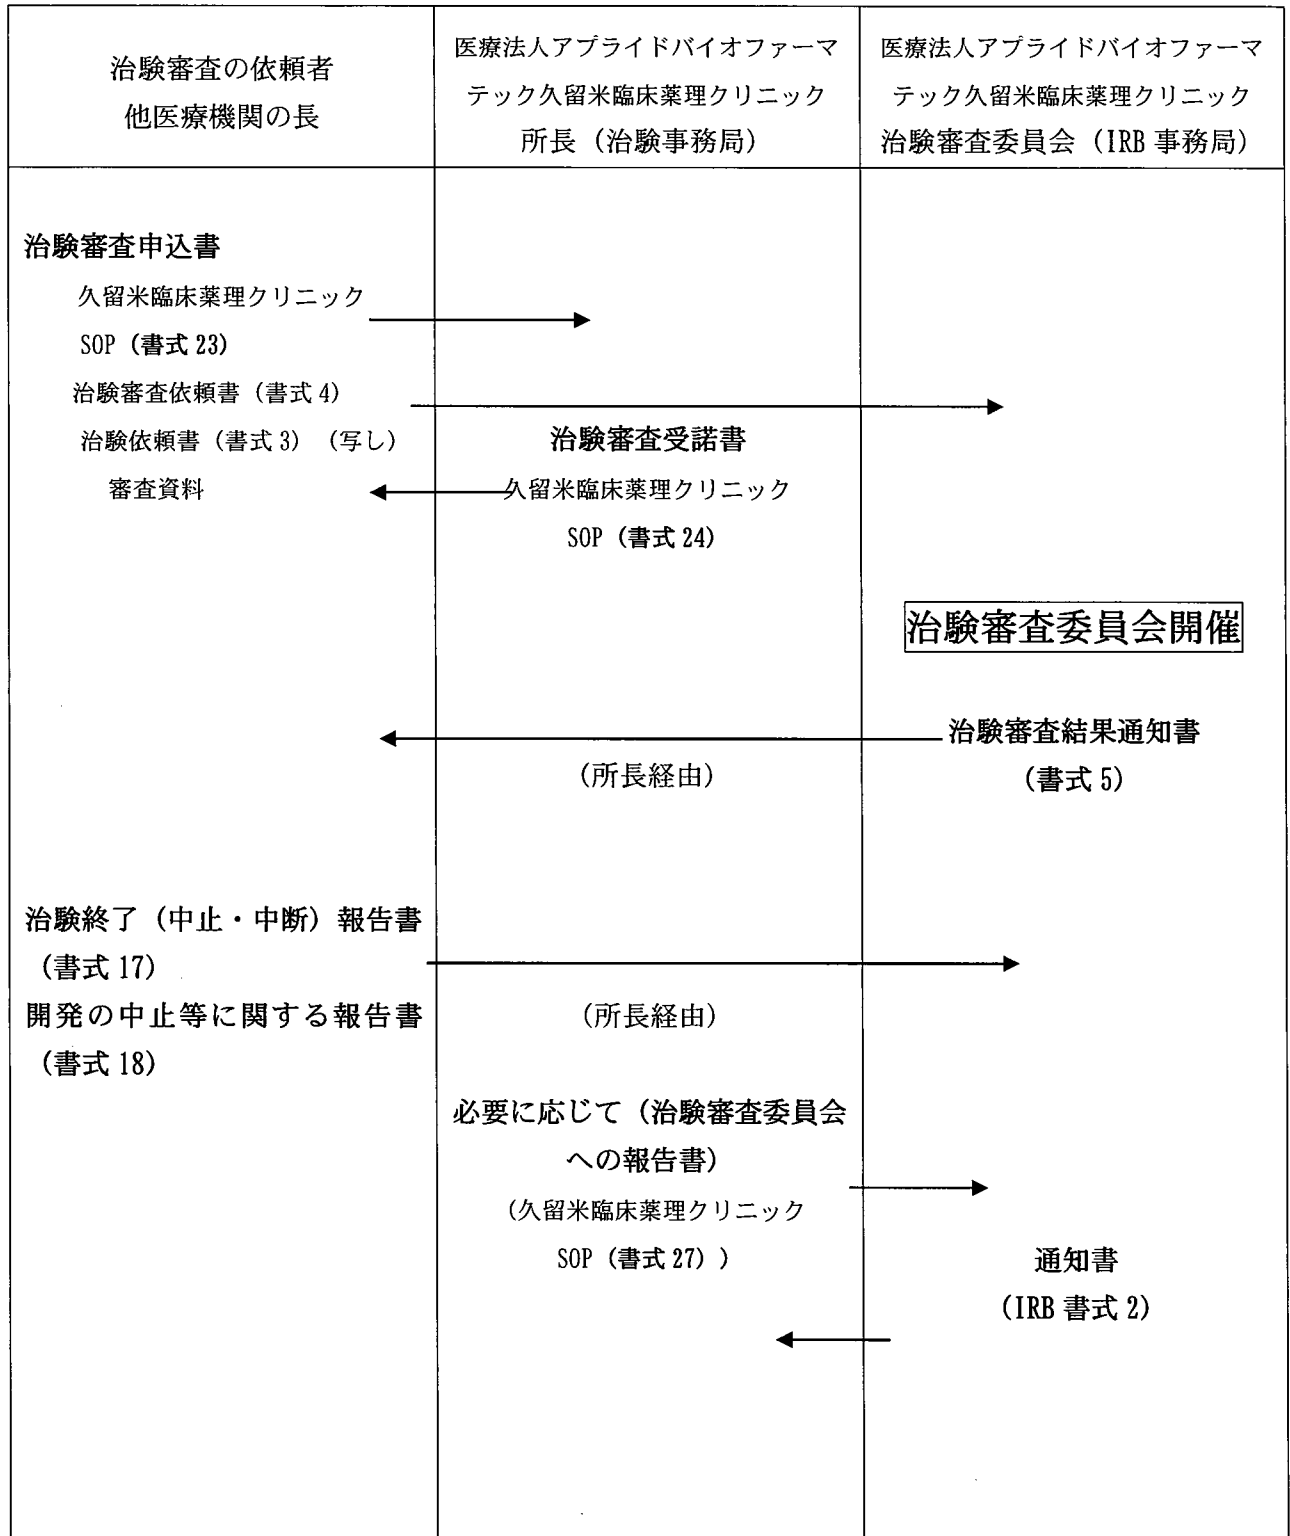 治験審査の依頼者
他医療機関の長
医療法人アプライドバイオファーマ
テック久留米臨床薬理クリニック
所長（治験事務局）
医療法人アプライドバイオファーマ
テック久留米臨床薬理クリニック
治験審査委員会（IRB 事務局）
治験審査申込書
久留米臨床薬理クリニック
SOP（書式 23）
治験審査依頼書（書式 4）
治験依頼書（書式 3）（写し）
審査資料
治験審査受諾書
久留米臨床薬理クリニック
SOP（書式 24）
治験審査委員会開催
治験審査結果通知書
（書式 5）
（所長経由）
治験終了（中止・中断）報告書
（書式 17）
開発の中止等に関する報告書
（書式 18）
（所長経由）
必要に応じて（治験審査委員会
への報告書）
（久留米臨床薬理クリニック
SOP（書式 27））
通知書
（IRB 書式 2）